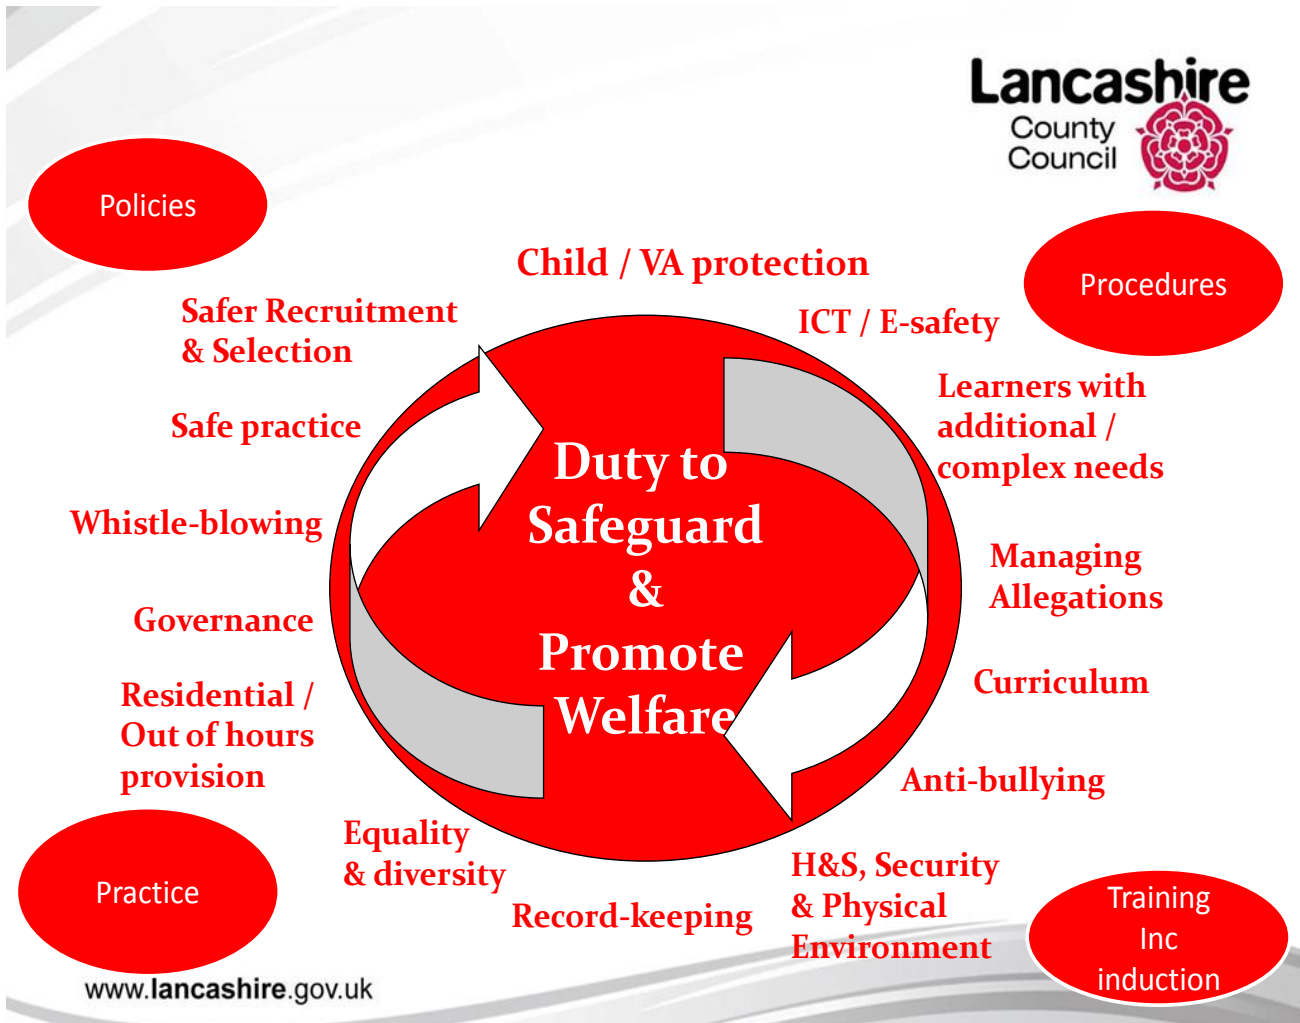 Lancashire
County
Council
Policies
Procedures
Child / VA protection
Safer Recruitment
& Selection
ICT / E-safety
Learners with
additional /
complex needs
Safe practice
Duty to
Safeguard
&
Promote
Welfare
Whistle-blowing
Managing
Allegations
Governance
Curriculum
Residential /
Out of hours
provision
Anti-bullying
Equality
& diversity
H&S, Security
& Physical
Environment
Record-keeping
Practice
Training
Inc
induction
www.lancashire.gov.uk